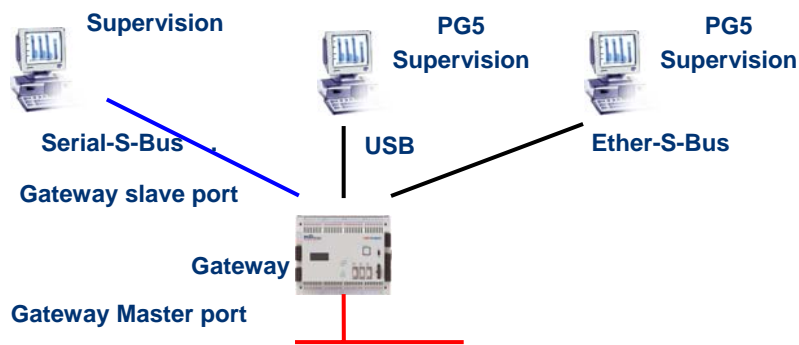 Supervision
PG5
Supervision
PG5
Supervision
Serial-S-Bus .
USB
Ether-S-Bus
Gateway slave port
Gateway
Gateway Master port